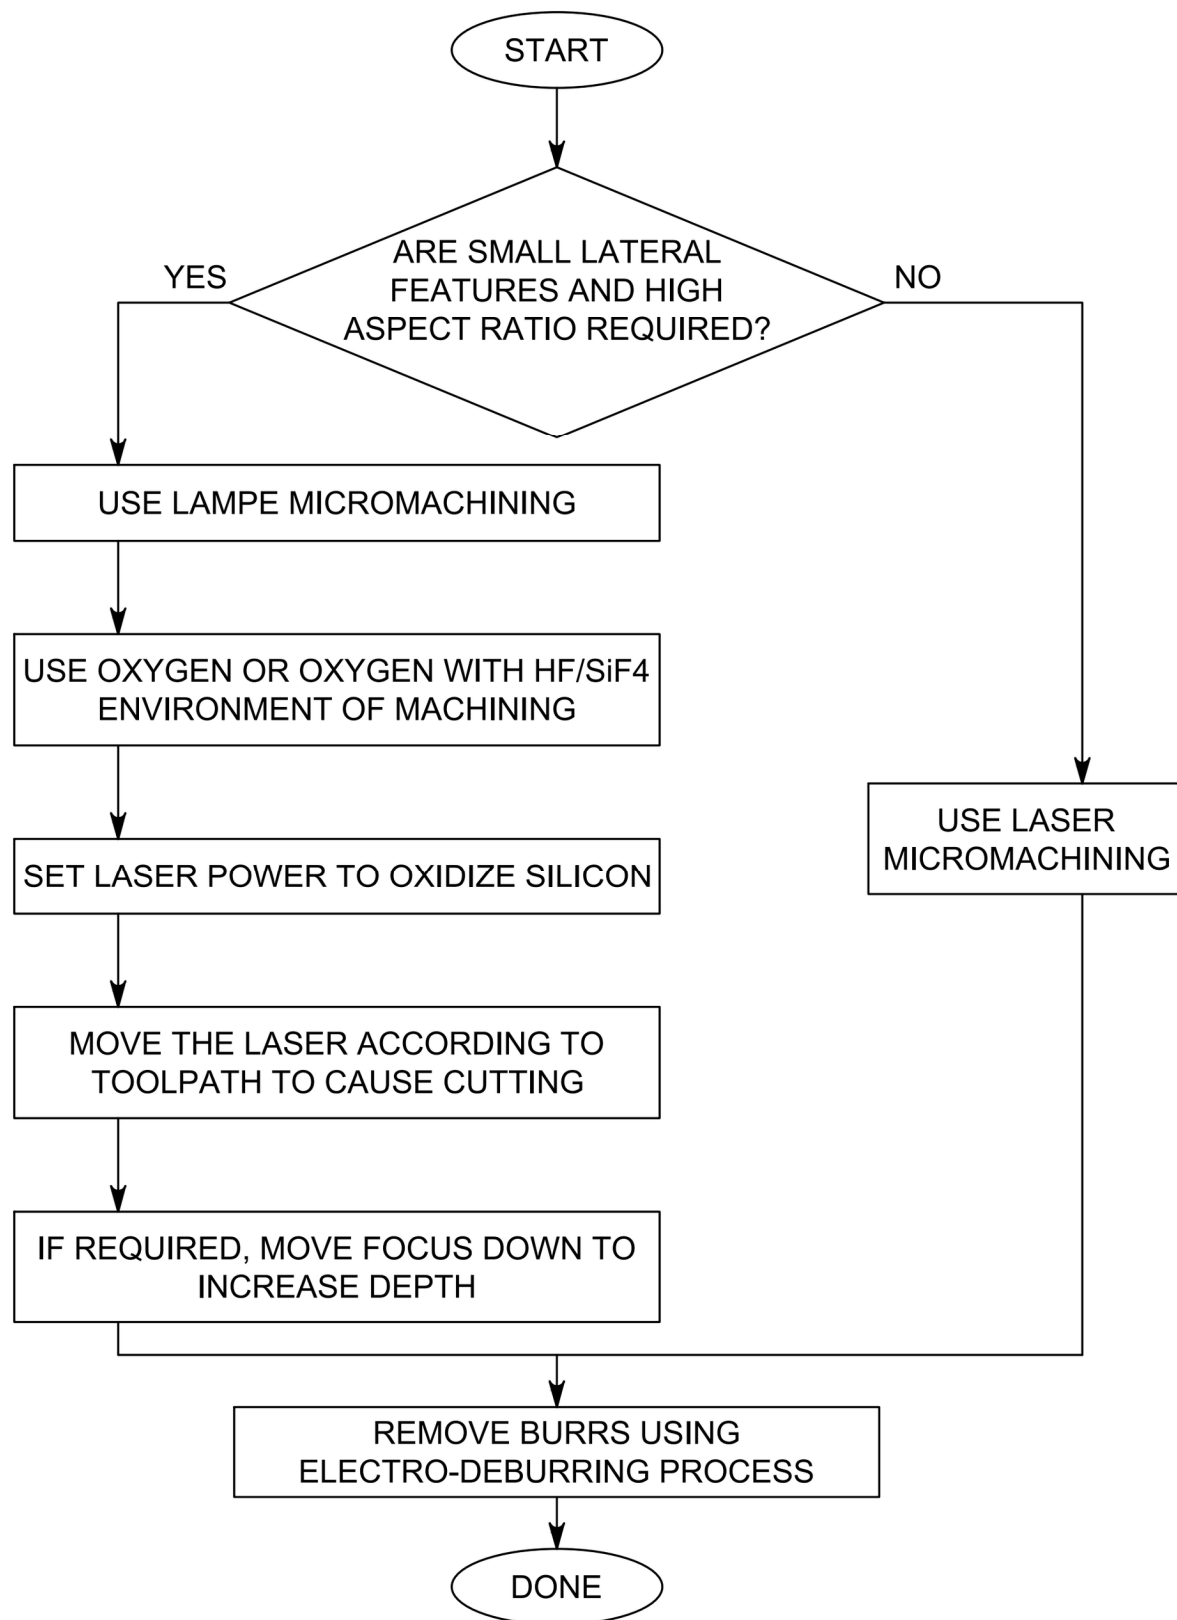 START
ARE SMALL LATERAL
FEATURES AND HIGH
ASPECT RATIO REQUIRED?
YES
NO
USE LAMPE MICROMACHINING
USE OXYGEN OR OXYGEN WITH HF/SiF4
ENVIRONMENT OF MACHINING
SET LASER POWER TO OXIDIZE SILICON
MOVE THE LASER ACCORDING TO
TOOLPATH TO CAUSE CUTTING
IF REQUIRED, MOVE FOCUS DOWN TO
INCREASE DEPTH
USE LASER
MICROMACHINING
REMOVE BURRS USING
ELECTRO-DEBURRING PROCESS
DONE